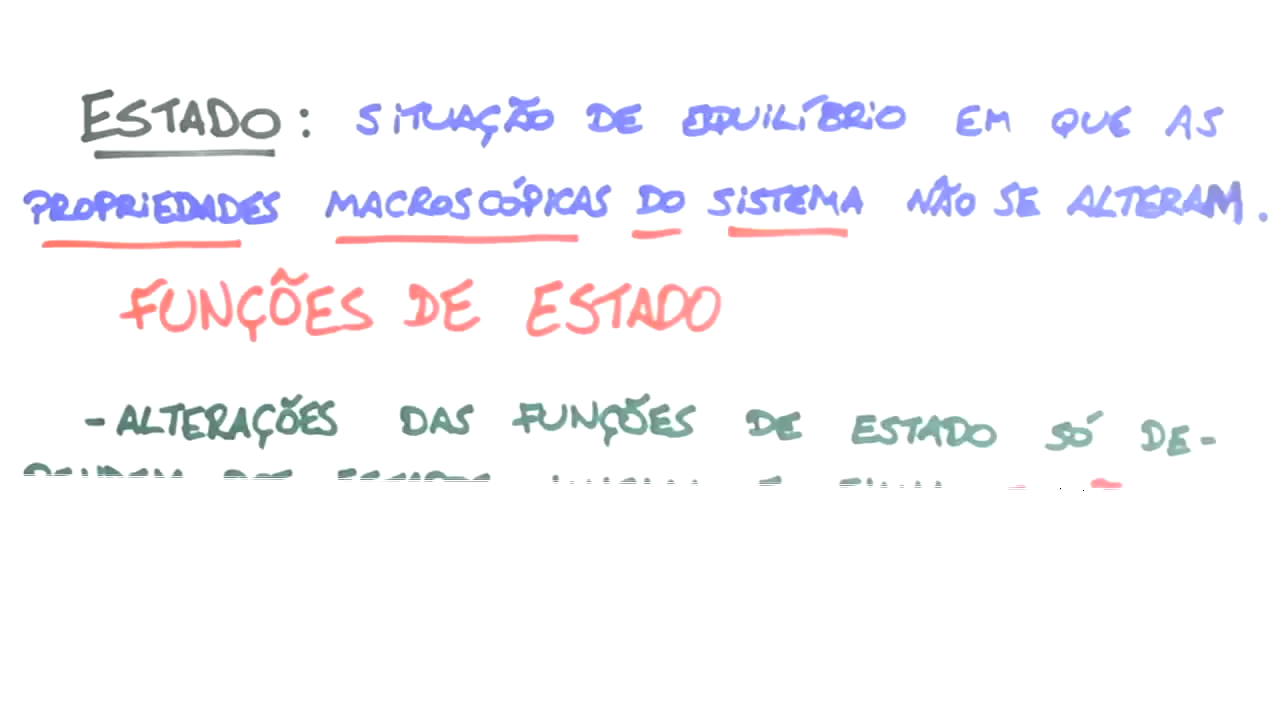 ESTADO: SITUAÇÃO DE EQUILÍBRIO EM QUE AS
PROPRIEDADES MACROSCÓPICAS DO SISTEMA NÃO SE ALTERAM.
FUNÇÕES DE ESTADO
- ALTERAÇÕES DAS FUNÇÕES DE ESTADO SÓ DE-